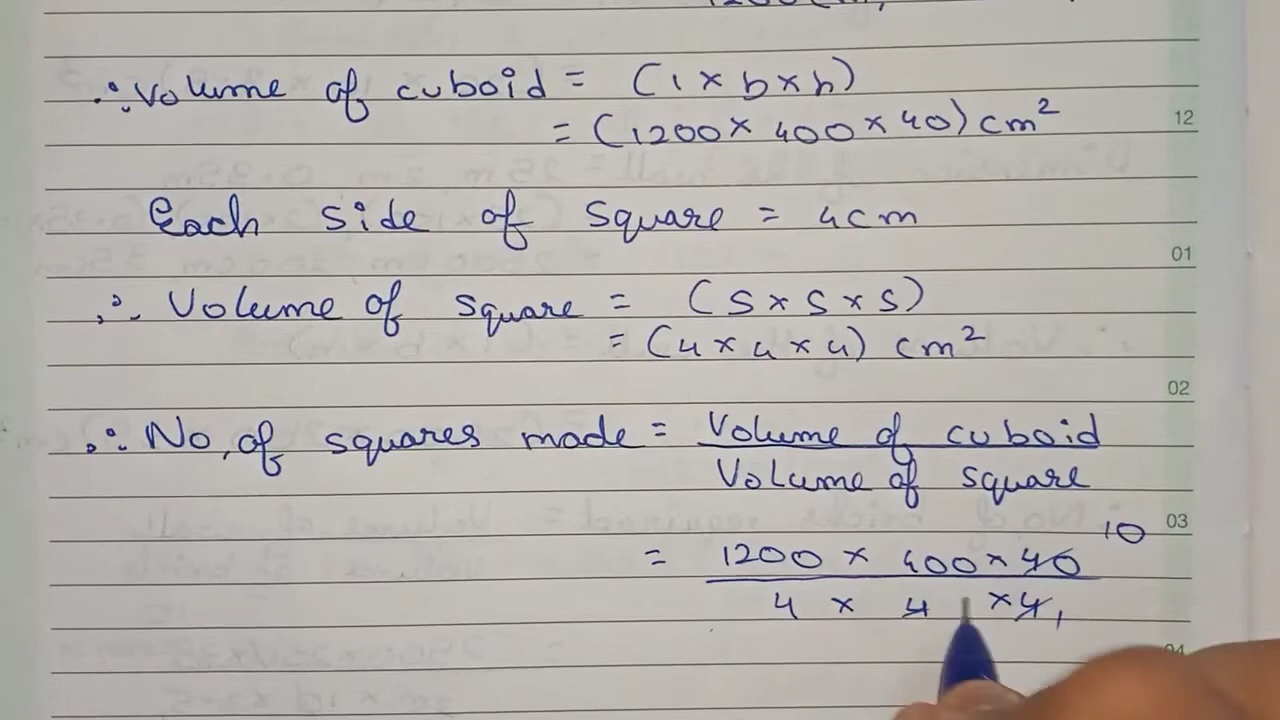 ∴ Volume of cuboid = (l × b × h)
= (1200 × 400 × 40) cm²
12
Each side of square = 4cm
01
∴ Volume of square = (S × S × S)
= (4 × 4 × 4) cm²
02
∴ No. of squares made = Volume of cuboid
Volume of square
03
10
= 1200 × 400 × 40
4 × 4 × 4 1